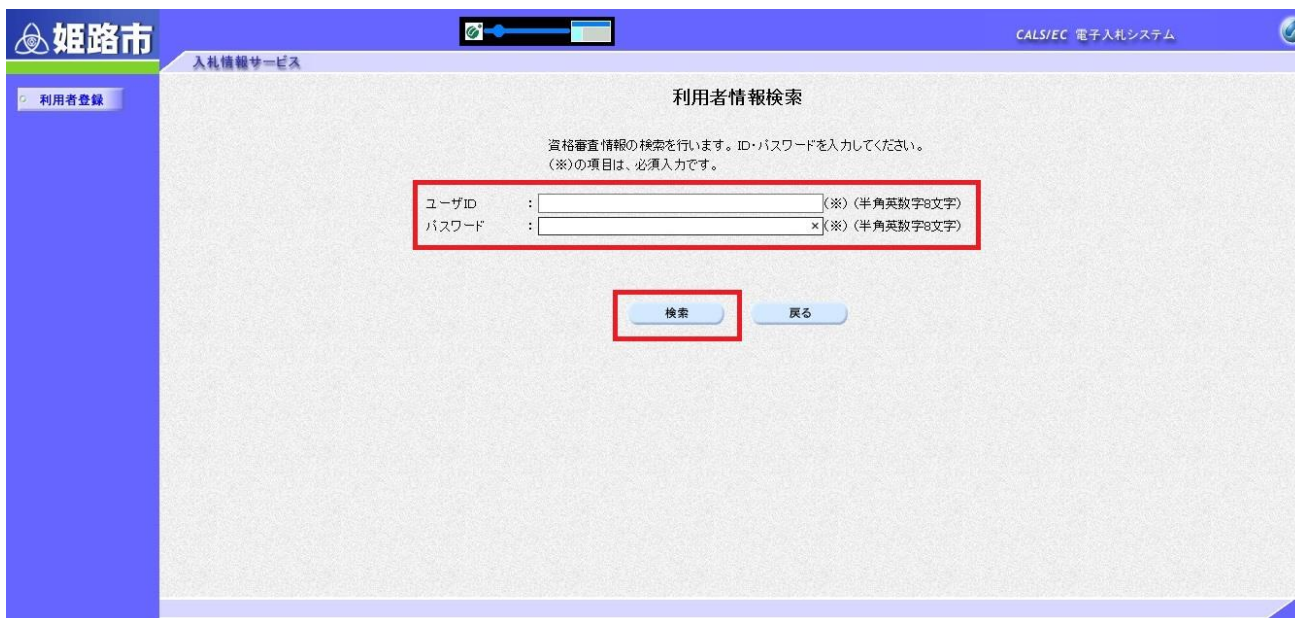 姫路市
CALS/EC 電子入札システム
入札情報サービス
利用者登録
利用者情報検索
資格審査情報の検索を行います。ID・パスワードを入力してください。
(※)の項目は、必須入力です。
ユーザID :(※)(半角英数字8文字)
パスワード :×(※)(半角英数字8文字)
検索 戻る